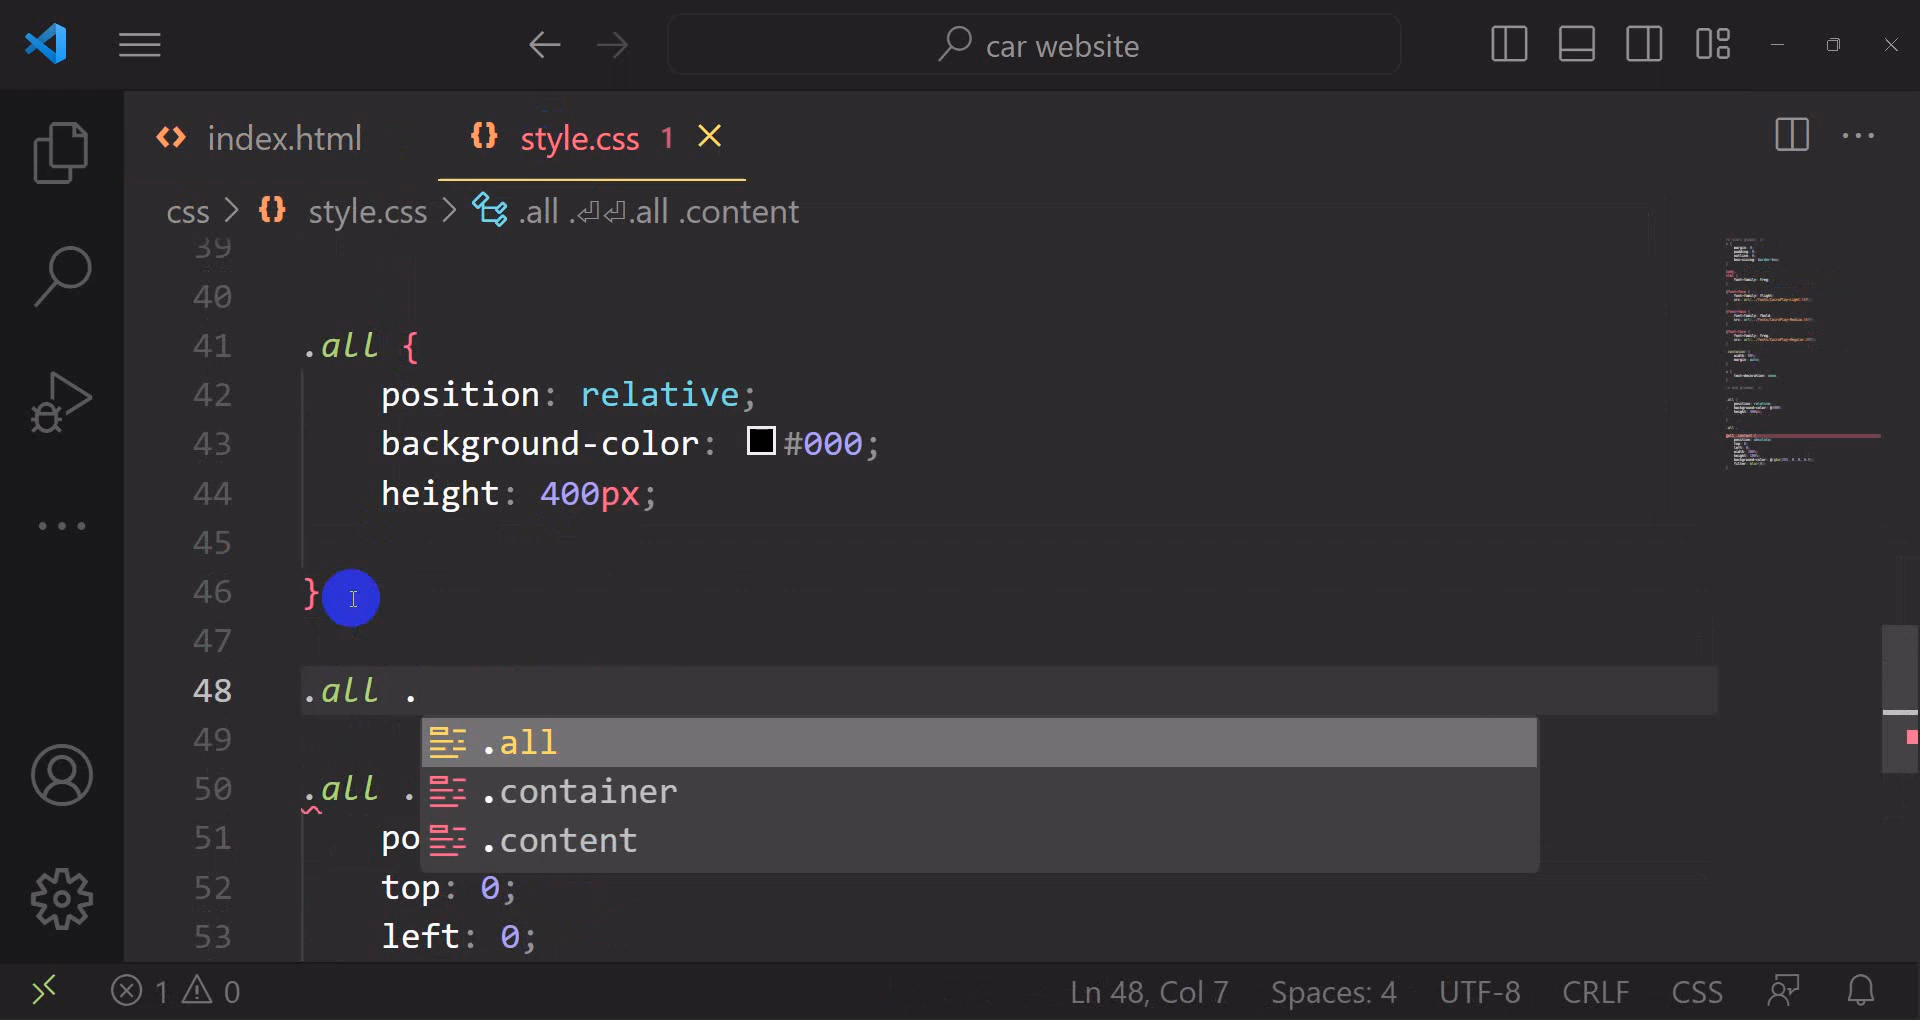 car website
index.html
style.css 1
css > style.css > .all .⏎⏎.all .content
39
40
41 .all {
42 position: relative;
43 background-color: #000;
44 height: 400px;
45
46 }
47
48 .all .
49 .all
.container
50 .all .
51 po .content
52 top: 0;
53 left: 0;
1 0 Ln 48, Col 7 Spaces: 4 UTF-8 CRLF CSS